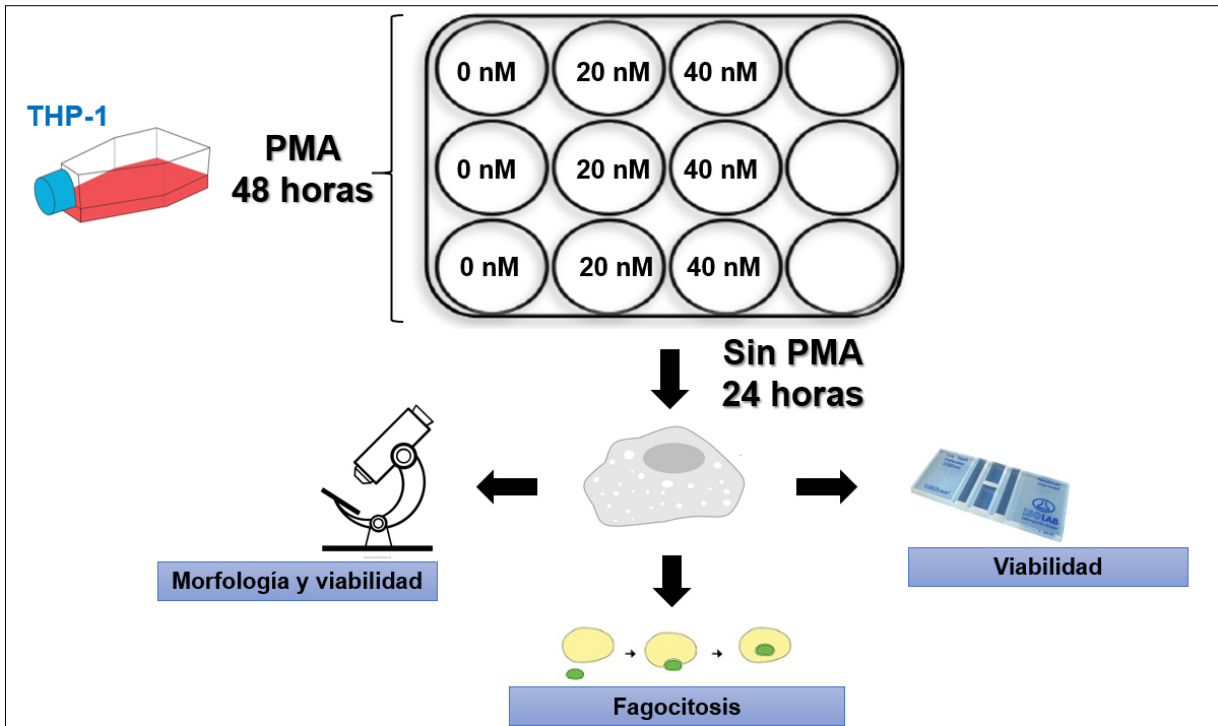 THP-1
PMA
48 horas
0 nM
20 nM
40 nM
0 nM
20 nM
40 nM
0 nM
20 nM
40 nM
Sin PMA
24 horas
Morfología y viabilidad
Viabilidad
Fagocitosis